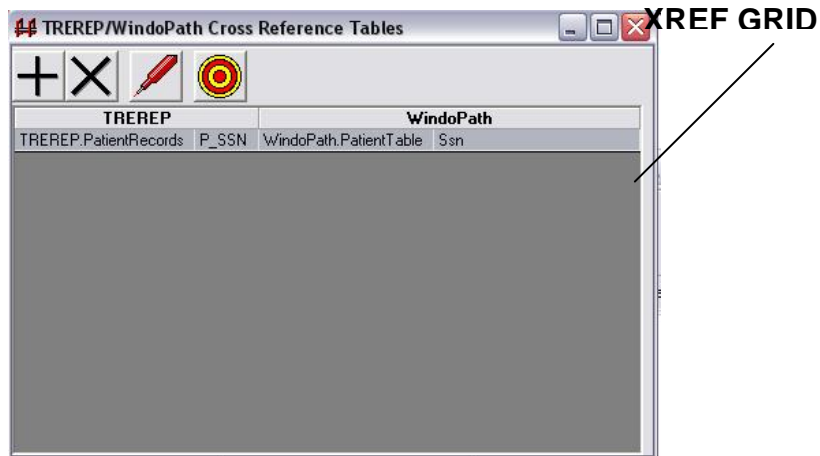 TREREP/WindoPath Cross Reference Tables
XREF GRID
TREREP WindoPath
TREREP.PatientRecords P_SSN WindoPath.PatientTable Ssn